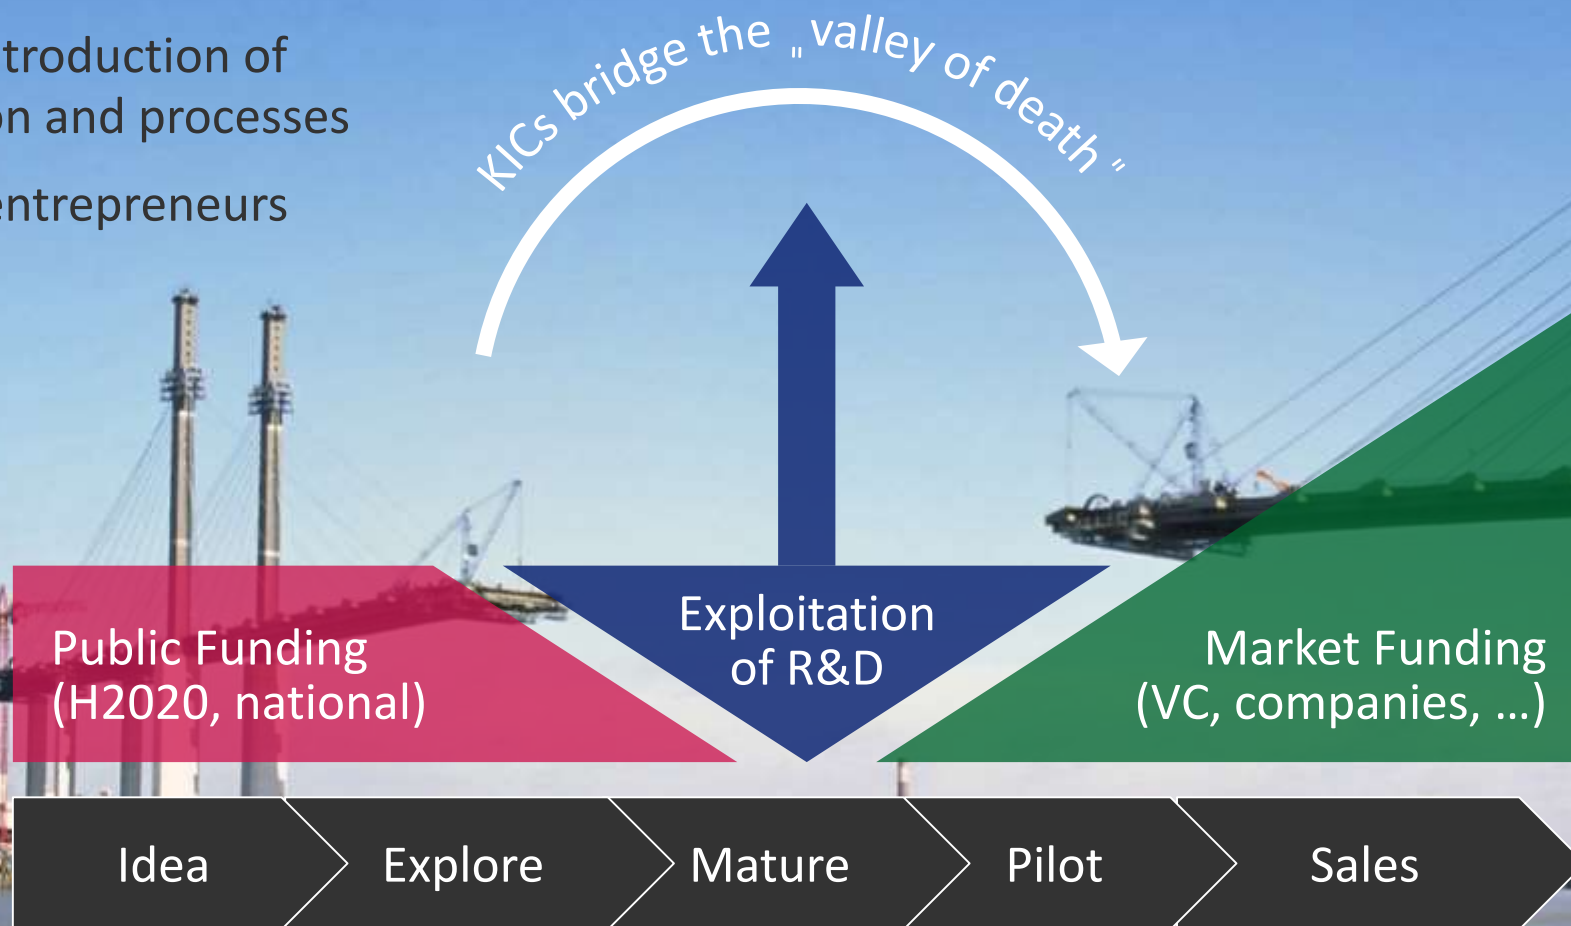 troduction of
on and processes
entrepreneurs
KICs bridge the „valley of death"
Exploitation
of R&D
Public Funding
(H2020, national)
Market Funding
(VC, companies, ...)
Idea
Explore
Mature
Pilot
Sales